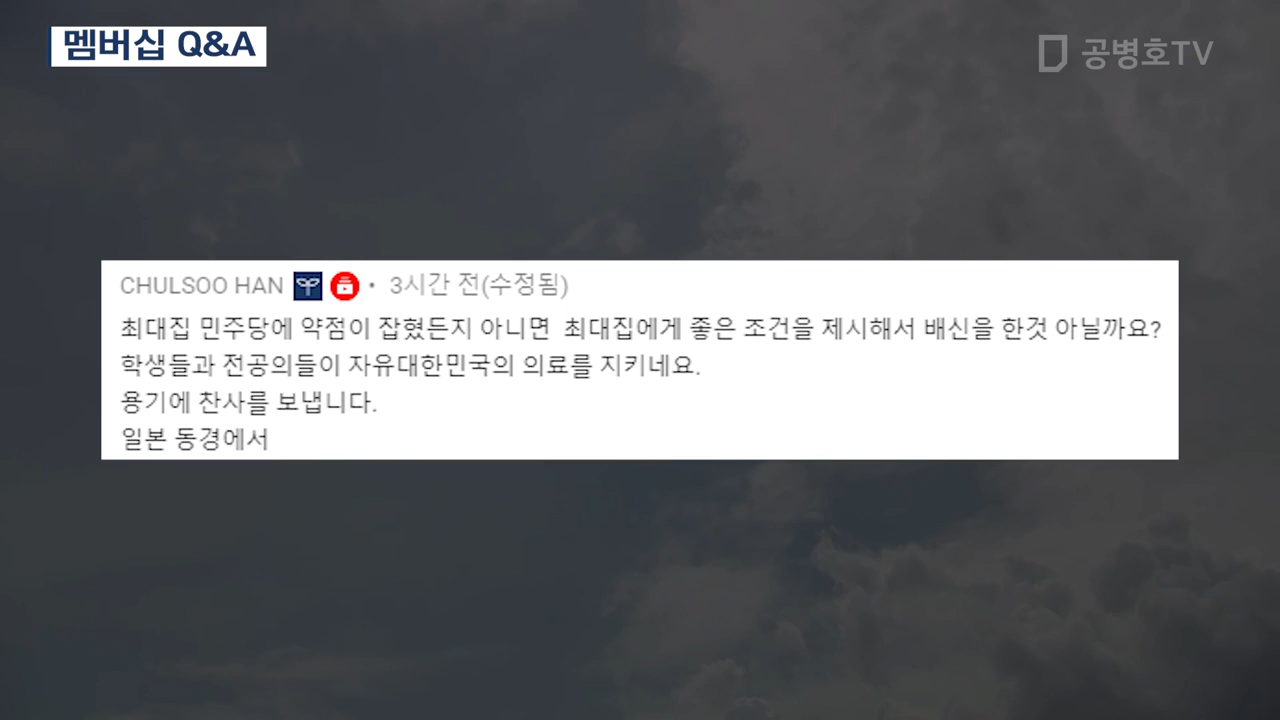 멤버십 Q&A
공병호TV
CHULSOO HAN • 3시간 전(수정됨)
최대집 민주당에 약점이 잡혔든지 아니면 최대집에게 좋은 조건을 제시해서 배신을 한것 아닐까요?
학생들과 전공의들이 자유대한민국의 의료를 지키네요.
용기에 찬사를 보냅니다.
일본 동경에서